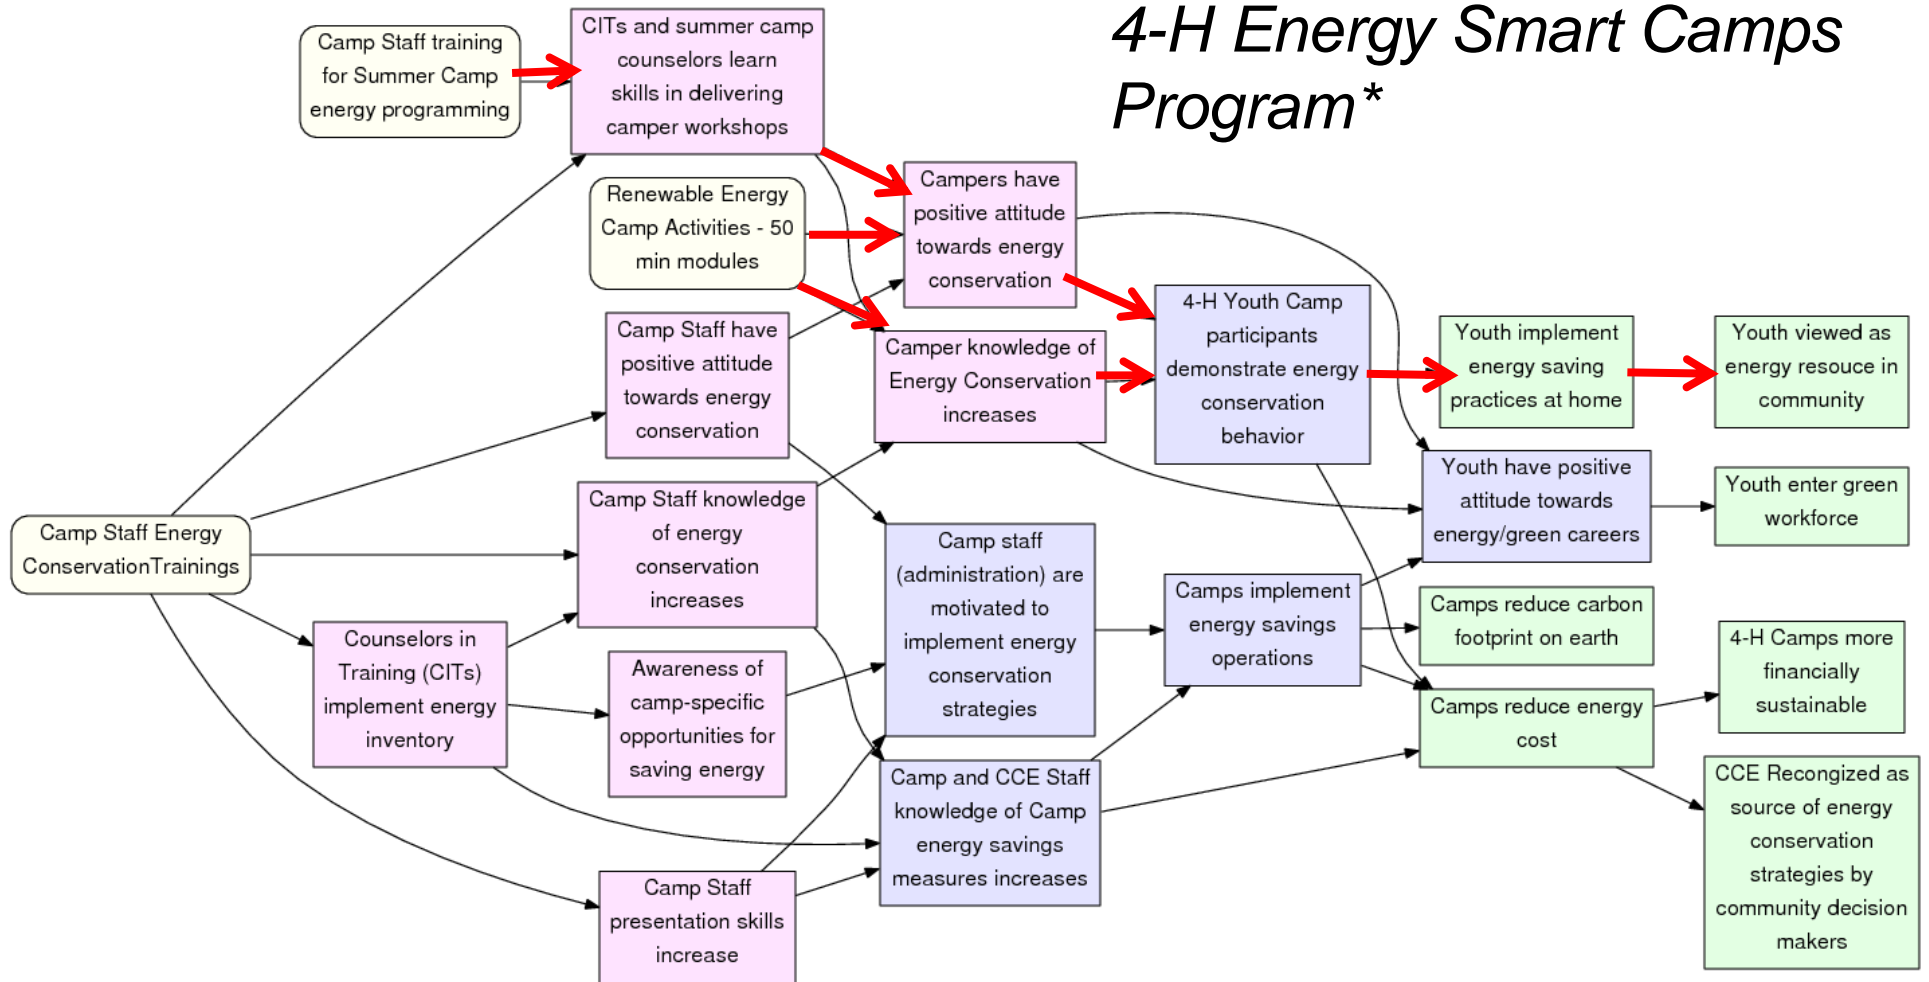 4-H Energy Smart Camps
Program*
Camp Staff training
for Summer Camp
energy programming
CITs and summer camp
counselors learn
skills in delivering
camper workshops
Renewable Energy
Camp Activities - 50
min modules
Campers have
positive attitude
towards energy
conservation
Camp Staff have
positive attitude
towards energy
conservation
Camper knowledge of
Energy Conservation
increases
4-H Youth Camp
participants
demonstrate energy
conservation
behavior
Youth implement
energy saving
practices at home
Youth viewed as
energy resouce in
community
Camp Staff Energy
ConservationTrainings
Camp Staff knowledge
of energy
conservation
increases
Camp staff
(administration) are
motivated to
implement energy
conservation
strategies
Youth have positive
attitude towards
energy/green careers
Youth enter green
workforce
Counselors in
Training (CITs)
implement energy
inventory
Awareness of
camp-specific
opportunities for
saving energy
Camps implement
energy savings
operations
Camps reduce carbon
footprint on earth
4-H Camps more
financially
sustainable
Camps reduce energy
cost
Camp and CCE Staff
knowledge of Camp
energy savings
measures increases
CCE Recongized as
source of energy
conservation
strategies by
community decision
makers
Camp Staff
presentation skills
increase